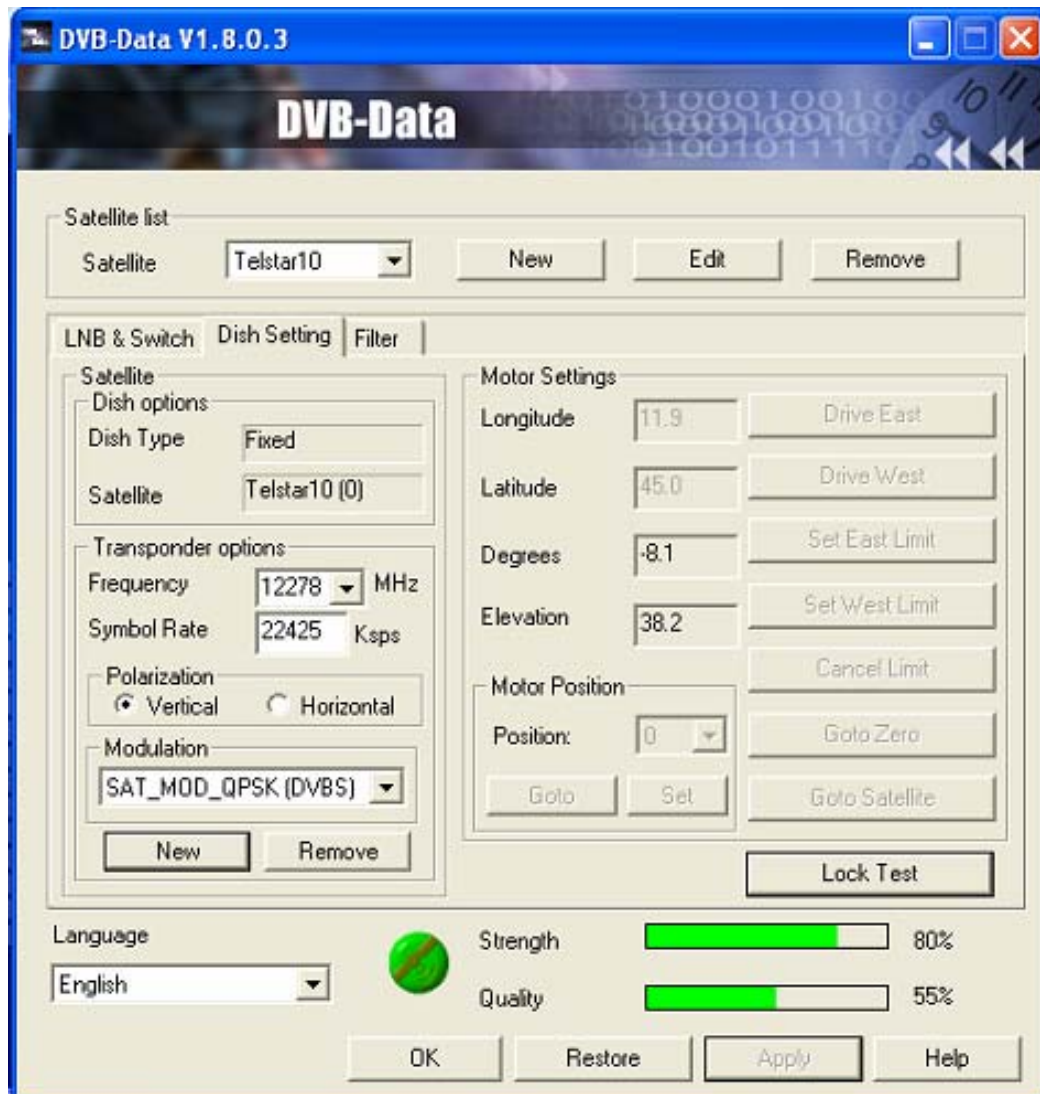 DVB-Data V1.8.0.3
DVB-Data
Satellite list
Satellite Telstar10 New Edit Remove
LNB & Switch Dish Setting Filter
Satellite
Dish options
Dish Type Fixed
Satellite Telstar10 (0)
Transponder options
Frequency 12278 MHz
Symbol Rate 22425 Ksps
Polarization
Vertical Horizontal
Modulation
SAT_MOD_QPSK (DVBS)
New Remove
Motor Settings
Longitude 11.9 Drive East
Latitude 45.0 Drive West
Degrees -8.1 Set East Limit
Elevation 38.2 Set West Limit
Cancel Limit
Motor Position
Position: 0 Goto Zero
Goto Set Goto Satellite
Lock Test
Language
English
Strength 80%
Quality 55%
OK Restore Apply Help